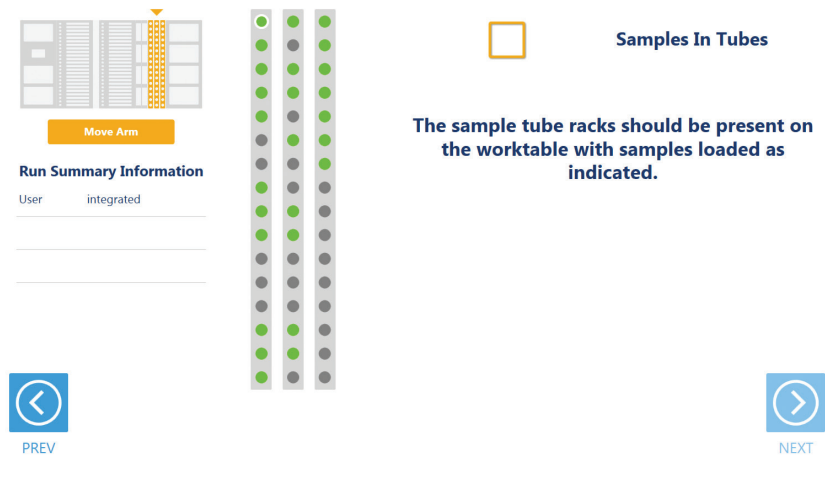 Samples In Tubes
Move Arm
The sample tube racks should be present on
the worktable with samples loaded as
indicated.
Run Summary Information
User integrated
PREV
NEXT